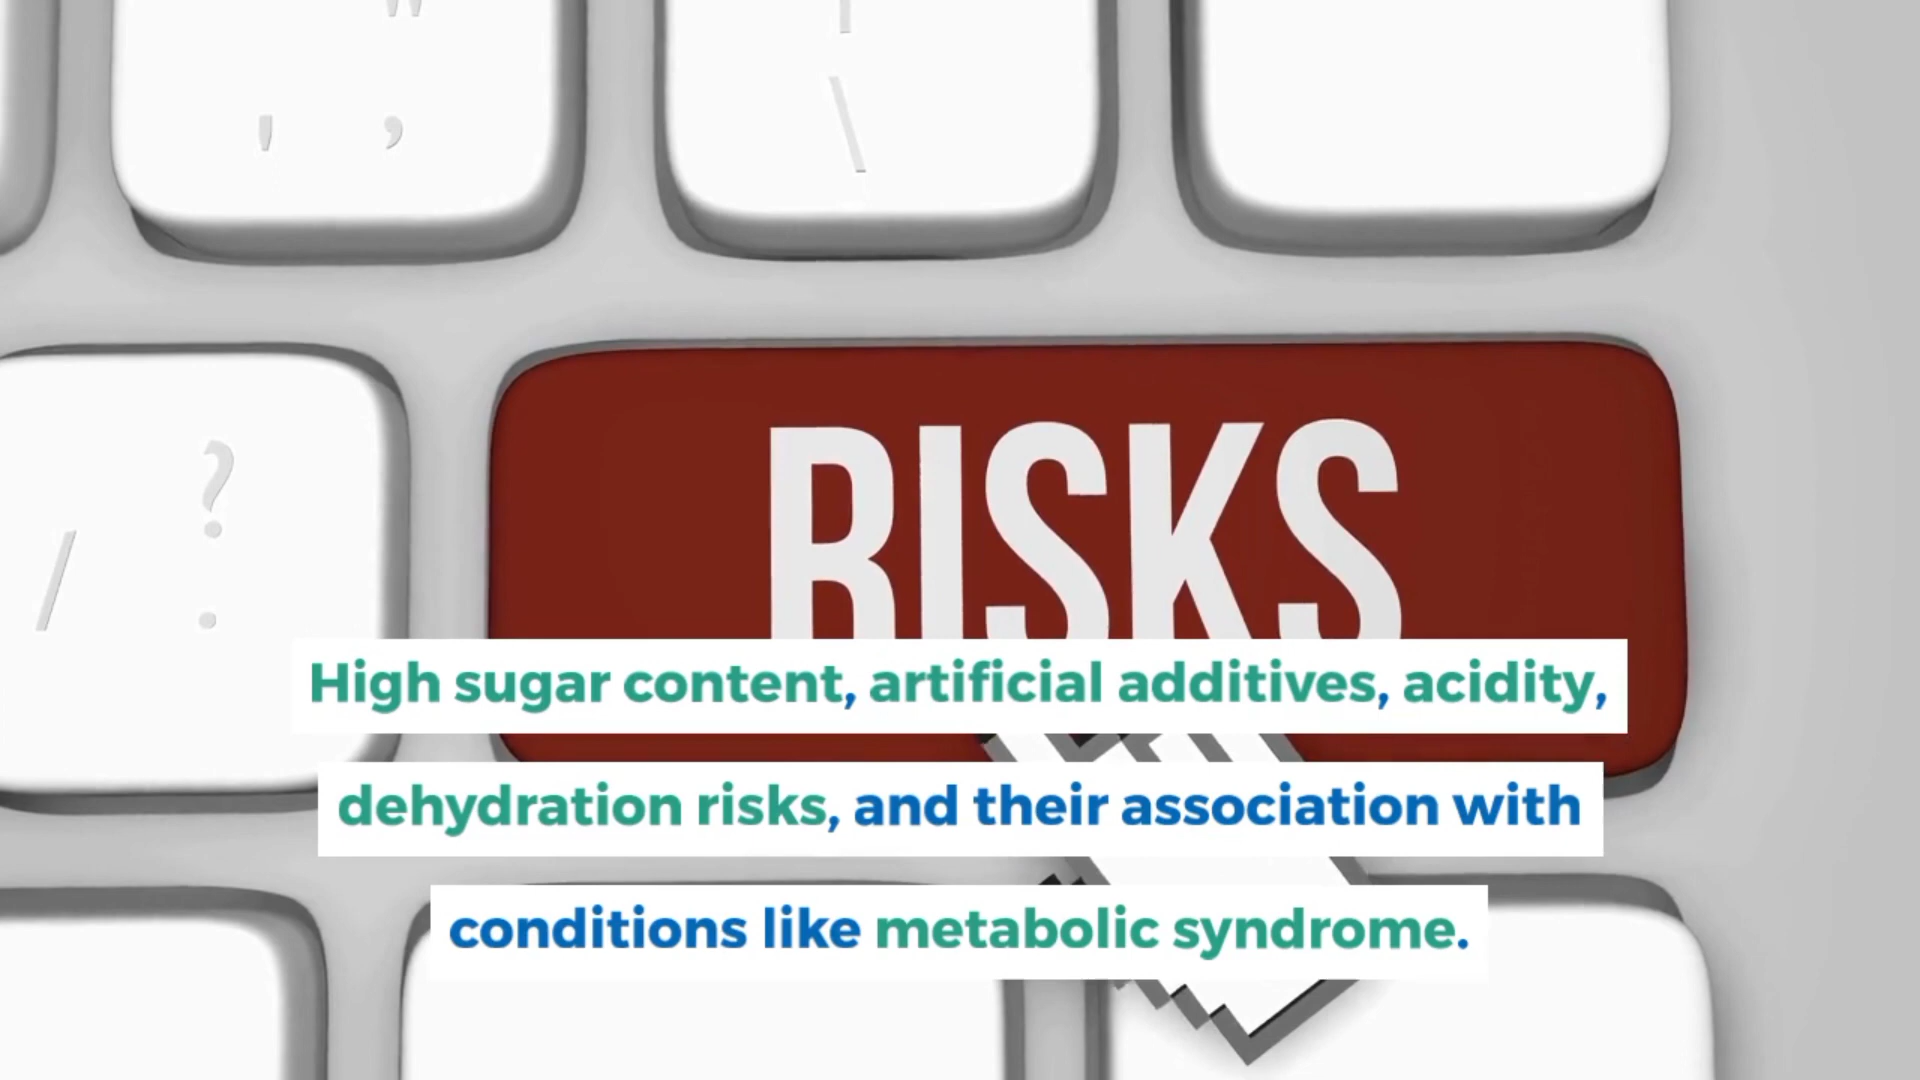 " |
' , \
?
/ .
RISKS
High sugar content, artificial additives, acidity,
dehydration risks, and their association with
conditions like metabolic syndrome.